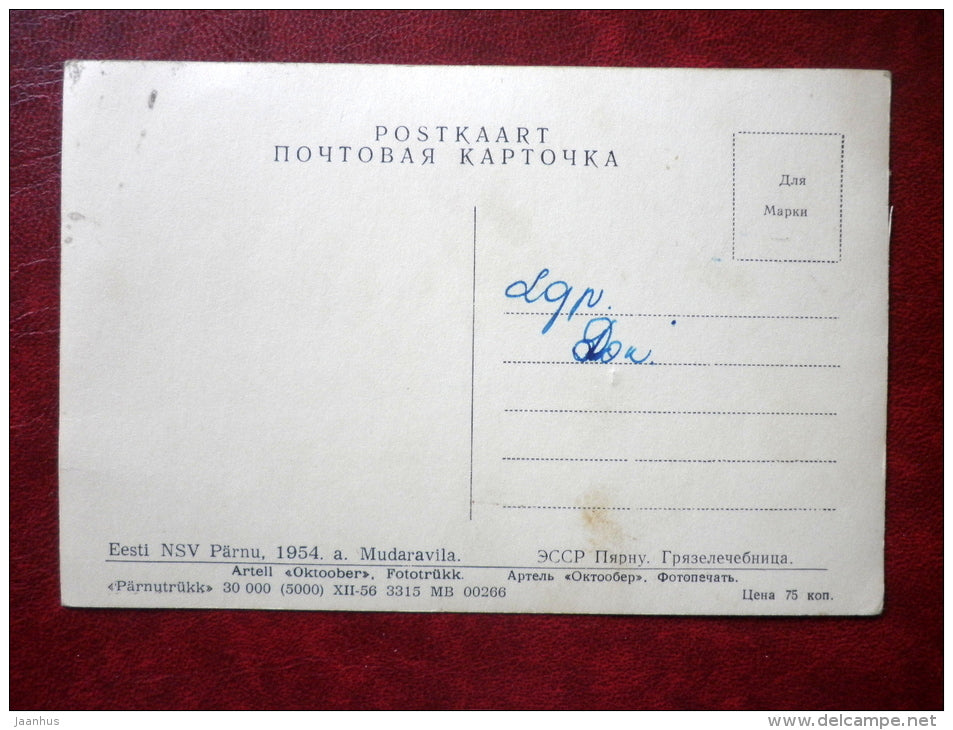 POSTKAART
ПОЧТОВАЯ КАРТОЧКА
Для
Марки
Lgp.
Eesti NSV Pärnu, 1954. a. Mudaravila.
ЭССР Пярну. Грязелечебница.
Artell «Oktoober», Fototrükk.
Артель «Октообер», Фотопечать.
«Pärnutrükk» 30 000 (5000) XII-56 3315 MB 00266
Цена 75 коп.
jaanhus
www.delcampe.net